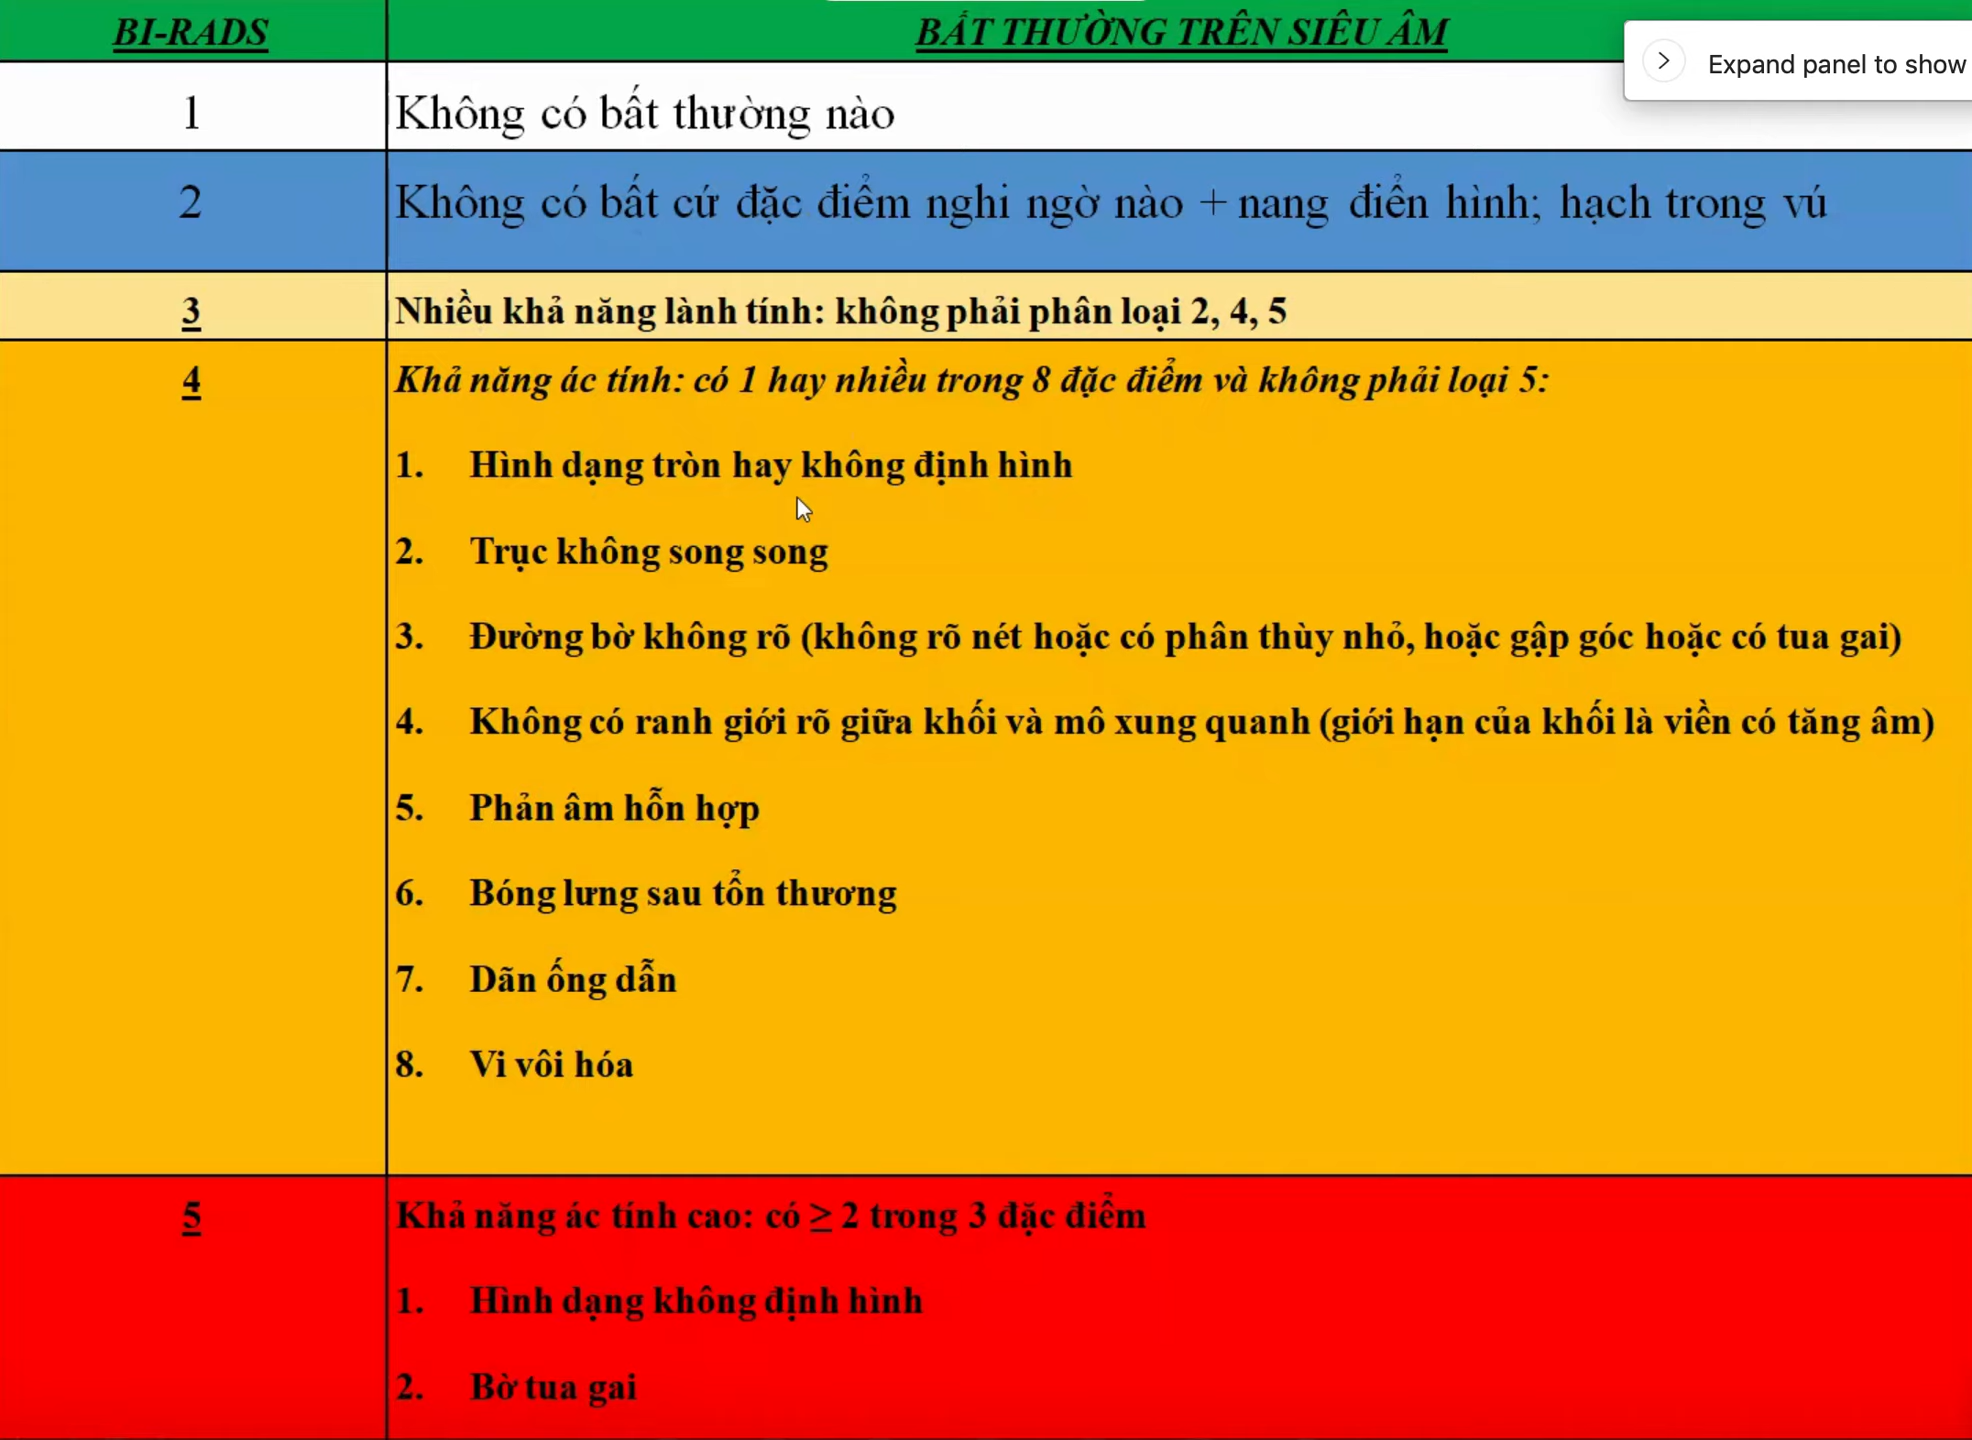 BI-RADS
BẤT THƯỜNG TRÊN SIÊU ÂM
Expand panel to show
1
Không có bất thường nào
2
Không có bất cứ đặc điểm nghi ngờ nào + nang điển hình; hạch trong vú
3
Nhiều khả năng lành tính: không phải phân loại 2, 4, 5
4
Khả năng ác tính: có 1 hay nhiều trong 8 đặc điểm và không phải loại 5:
1. Hình dạng tròn hay không định hình
2. Trục không song song
3. Đường bờ không rõ (không rõ nét hoặc có phân thùy nhỏ, hoặc gập góc hoặc có tua gai)
4. Không có ranh giới rõ giữa khối và mô xung quanh (giới hạn của khối là viền có tăng âm)
5. Phản âm hỗn hợp
6. Bóng lưng sau tổn thương
7. Dãn ống dẫn
8. Vi vôi hóa
5
Khả năng ác tính cao: có ≥ 2 trong 3 đặc điểm
1. Hình dạng không định hình
2. Bờ tua gai